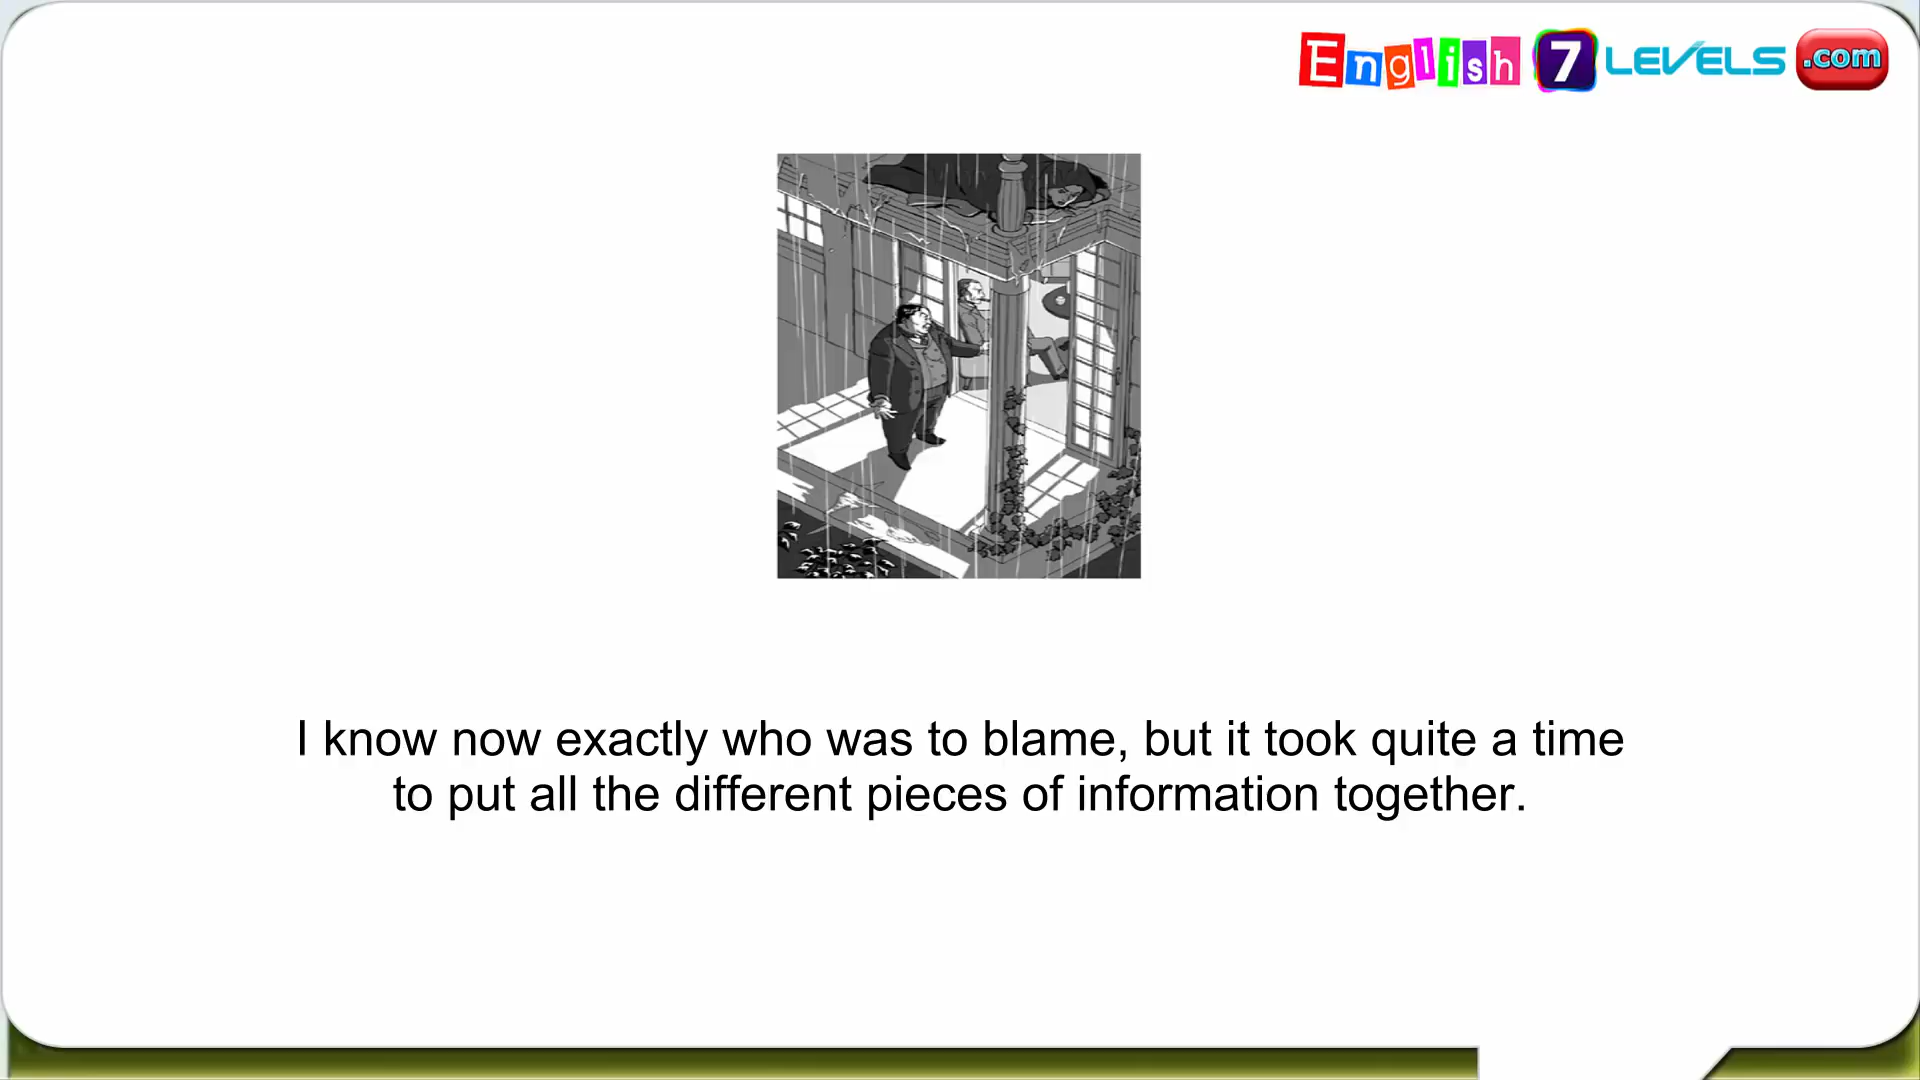 English 7 LEVELS .com
I know now exactly who was to blame, but it took quite a time
to put all the different pieces of information together.